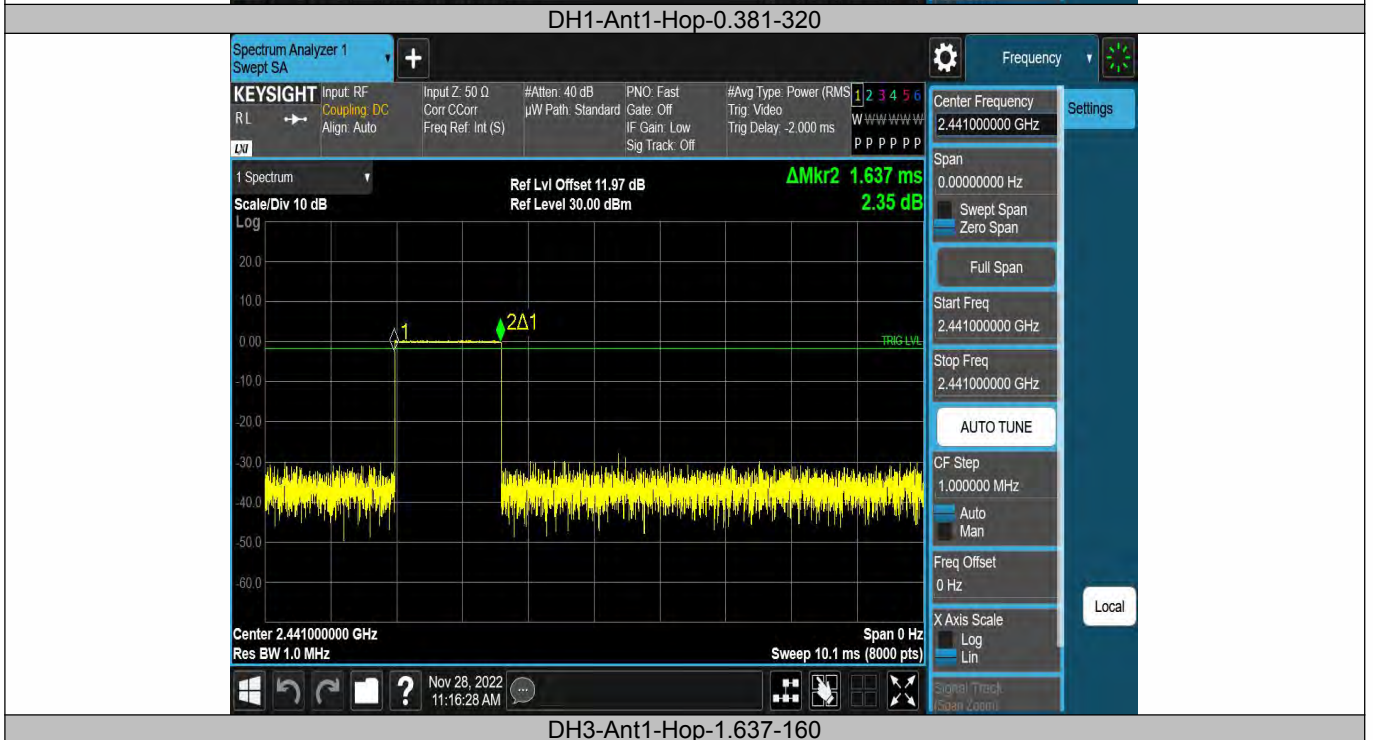 DH1-Ant1-Hop-0.381-320
Spectrum Analyzer 1
Swept SA
+
Frequency
KEYSIGHT
RL
LXI
Input: RF
Coupling: DC
Align: Auto
Input Z: 50 Ω
Corr CCorr
Freq Ref: Int (S)
#Atten: 40 dB
µW Path: Standard
PNO: Fast
Gate: Off
IF Gain: Low
Sig Track: Off
#Avg Type: Power (RMS
Trig: Video
Trig Delay: -2.000 ms
1 2 3 4 5 6
W W W W W W
P P P P P P
1 Spectrum
Scale/Div 10 dB
Ref Lvl Offset 11.97 dB
Ref Level 30.00 dBm
ΔMkr2 1.637 ms
2.35 dB
Log
20.0
10.0
0.00
-10.0
-20.0
-30.0
-40.0
-50.0
-60.0
1
2Δ1
TRIG LVL
Center 2.441000000 GHz
Res BW 1.0 MHz
Span 0 Hz
Sweep 10.1 ms (8000 pts)
Center Frequency
2.441000000 GHz
Settings
Span
0.00000000 Hz
Swept Span
Zero Span
Full Span
Start Freq
2.441000000 GHz
Stop Freq
2.441000000 GHz
AUTO TUNE
CF Step
1.000000 MHz
Auto
Man
Freq Offset
0 Hz
X Axis Scale
Log
Lin
Signal Track
(Span Zoom)
Local
?
Nov 28, 2022
11:16:28 AM
DH3-Ant1-Hop-1.637-160